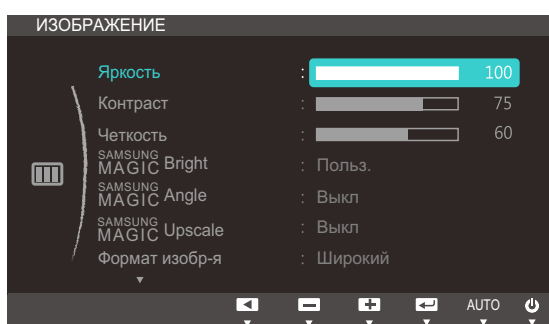 ИЗОБРАЖЕНИЕ
Яркость : 100
Контраст : 75
Четкость : 60
SAMSUNG MAGIC Bright : Польз.
SAMSUNG MAGIC Angle : Выкл
SAMSUNG MAGIC Upscale : Выкл
Формат изобр-я : Широкий
AUTO